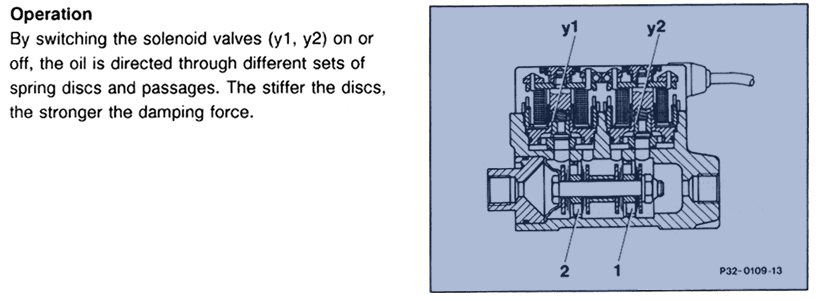 Operation
By switching the solenoid valves (y1, y2) on or
off, the oil is directed through different sets of
spring discs and passages. The stiffer the discs,
the stronger the damping force.
y1 y2
2 1
P32-0109-13